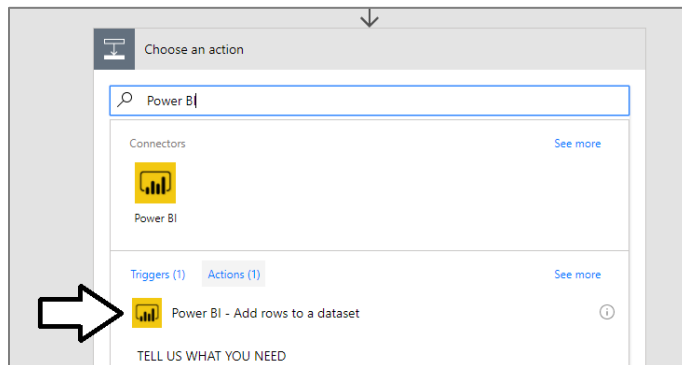 Choose an action
Power BI
Connectors See more
Power BI
Triggers (1) Actions (1) See more
Power BI - Add rows to a dataset
TELL US WHAT YOU NEED